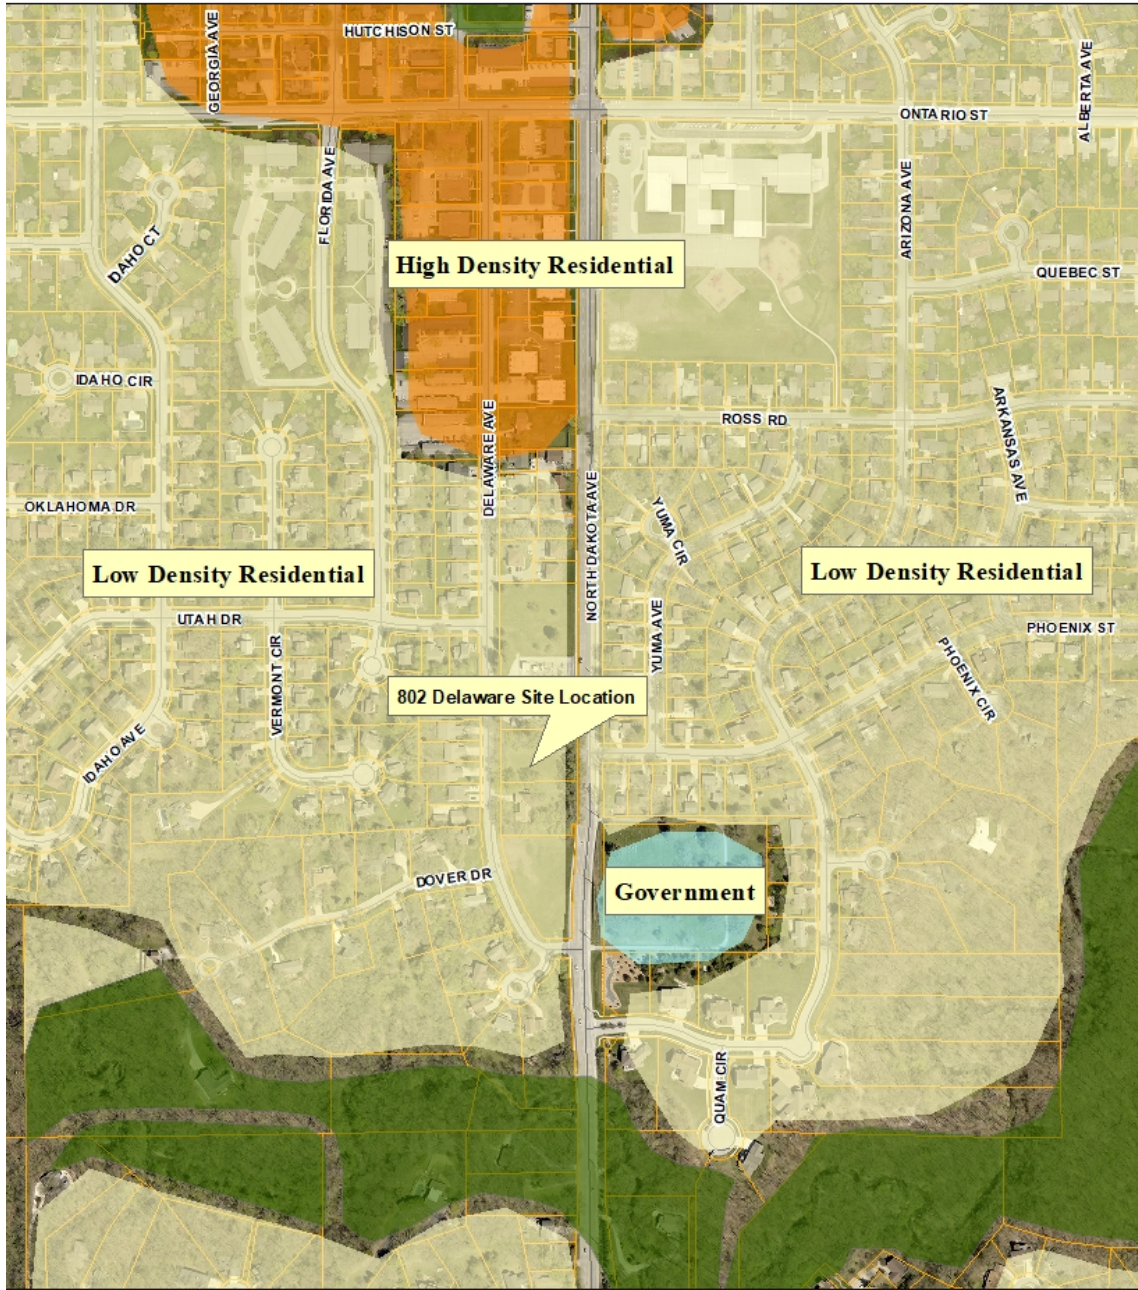 HUTCHISON ST
GEORGIA AVE
ALBERTA AVE
ONTARIO ST
FLORIDA AVE
ARIZONA AVE
IDAHO CT
High Density Residential
QUEBEC ST
IDAHO CIR
ROSS RD
ARKANSAS AVE
DELAWARE AVE
OKLAHOMA DR
NORTH DAKOTA AVE
YUMA CIR
Low Density Residential
Low Density Residential
UTAH DR
YUMA AVE
PHOENIX ST
VERMONT CIR
PHOENIX CIR
802 Delaware Site Location
IDAHO AVE
DOVER DR
Government
QUAM CIR